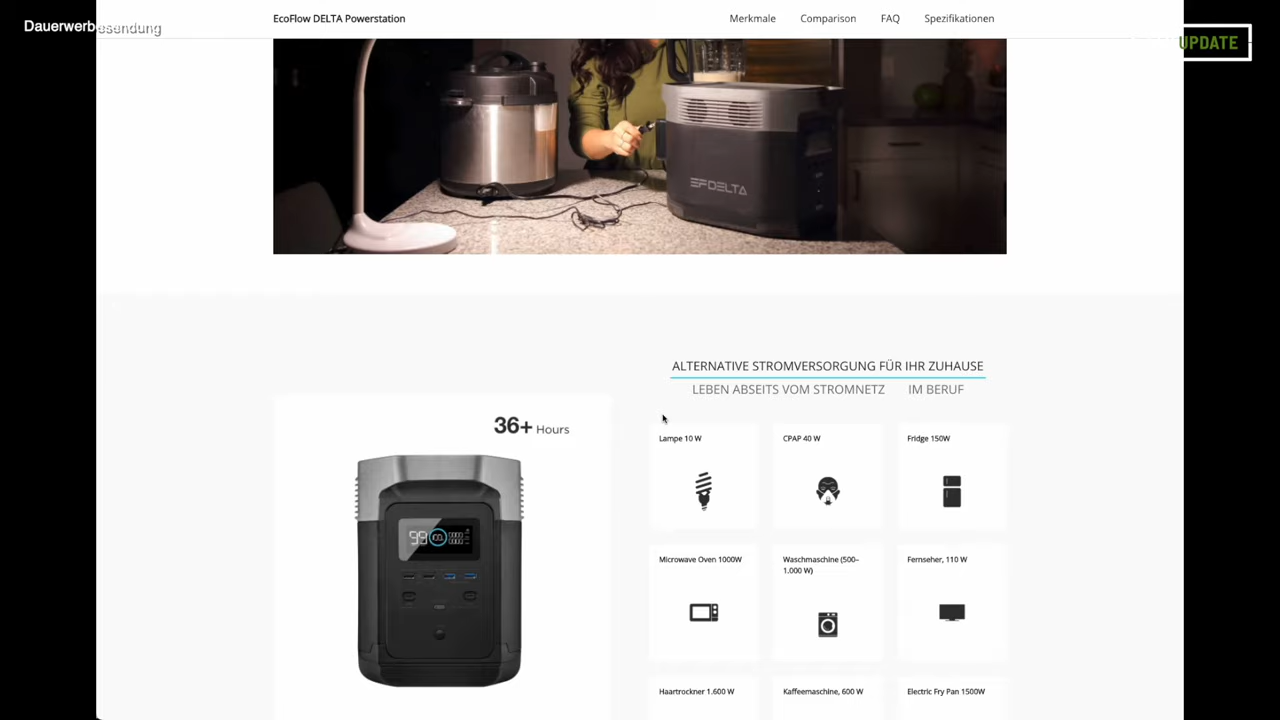 Dauerwerbesendung
EcoFlow DELTA Powerstation
Merkmale
Comparison
FAQ
Spezifikationen
UPDATE
EFDELTA
ALTERNATIVE STROMVERSORGUNG FÜR IHR ZUHAUSE
LEBEN ABSEITS VOM STROMNETZ
IM BERUF
36+ Hours
Lampe 10 W
CPAP 40 W
Fridge 150W
99
Microwave Oven 1000W
Waschmaschine (500–
1.000 W)
Fernseher, 110 W
Haartrockner 1.600 W
Kaffeemaschine, 600 W
Electric Fry Pan 1500W